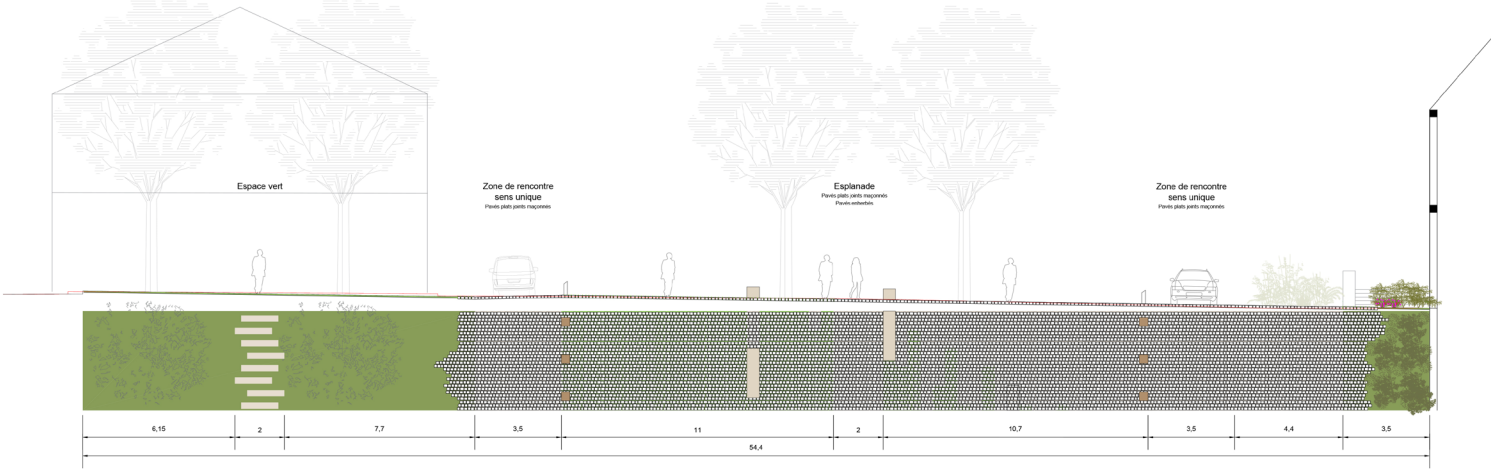 Espace vert
Zone de rencontre
sens unique
Pavés plats joints maçonnés
Esplanade
Pavés plats joints maçonnés
Pavés enherbés
Zone de rencontre
sens unique
Pavés plats joints maçonnés
6,15
2
7,7
3,5
11
2
10,7
3,5
4,4
3,5
54,4